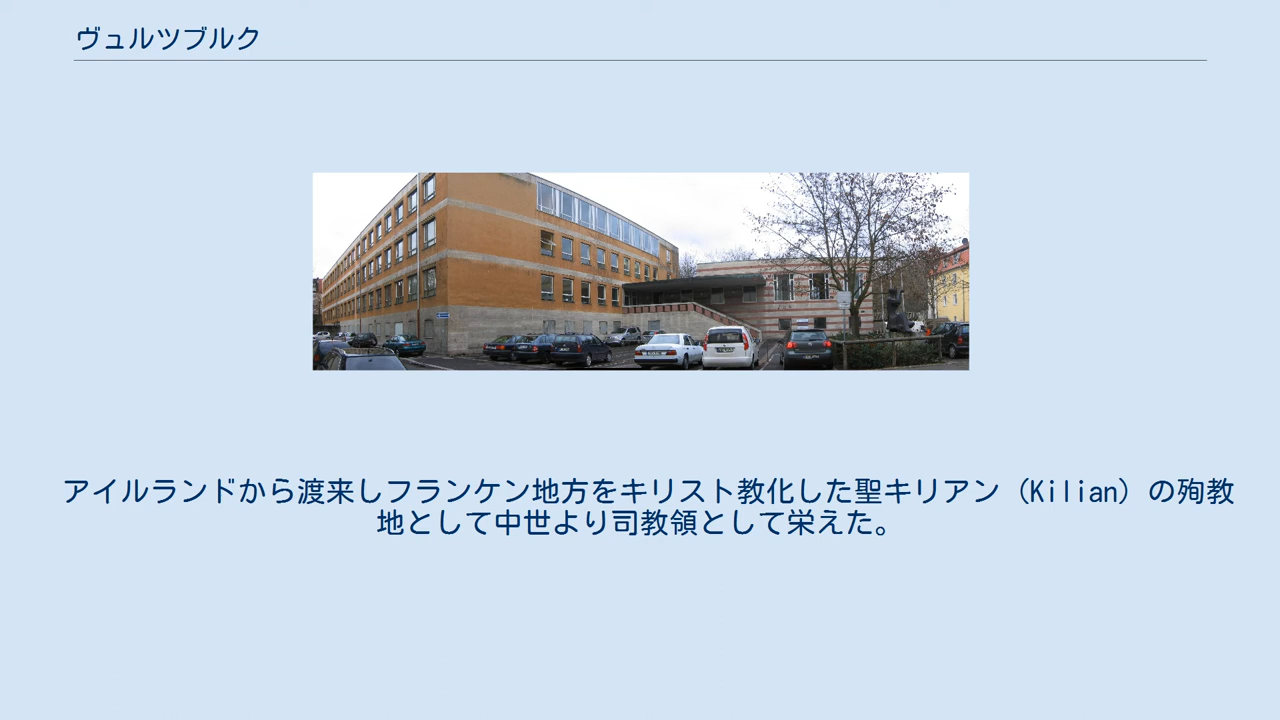 ヴュルツブルク
アイルランドから渡来しフランケン地方をキリスト教化した聖キリアン（Kilian）の殉教
地として中世より司教領として栄えた。